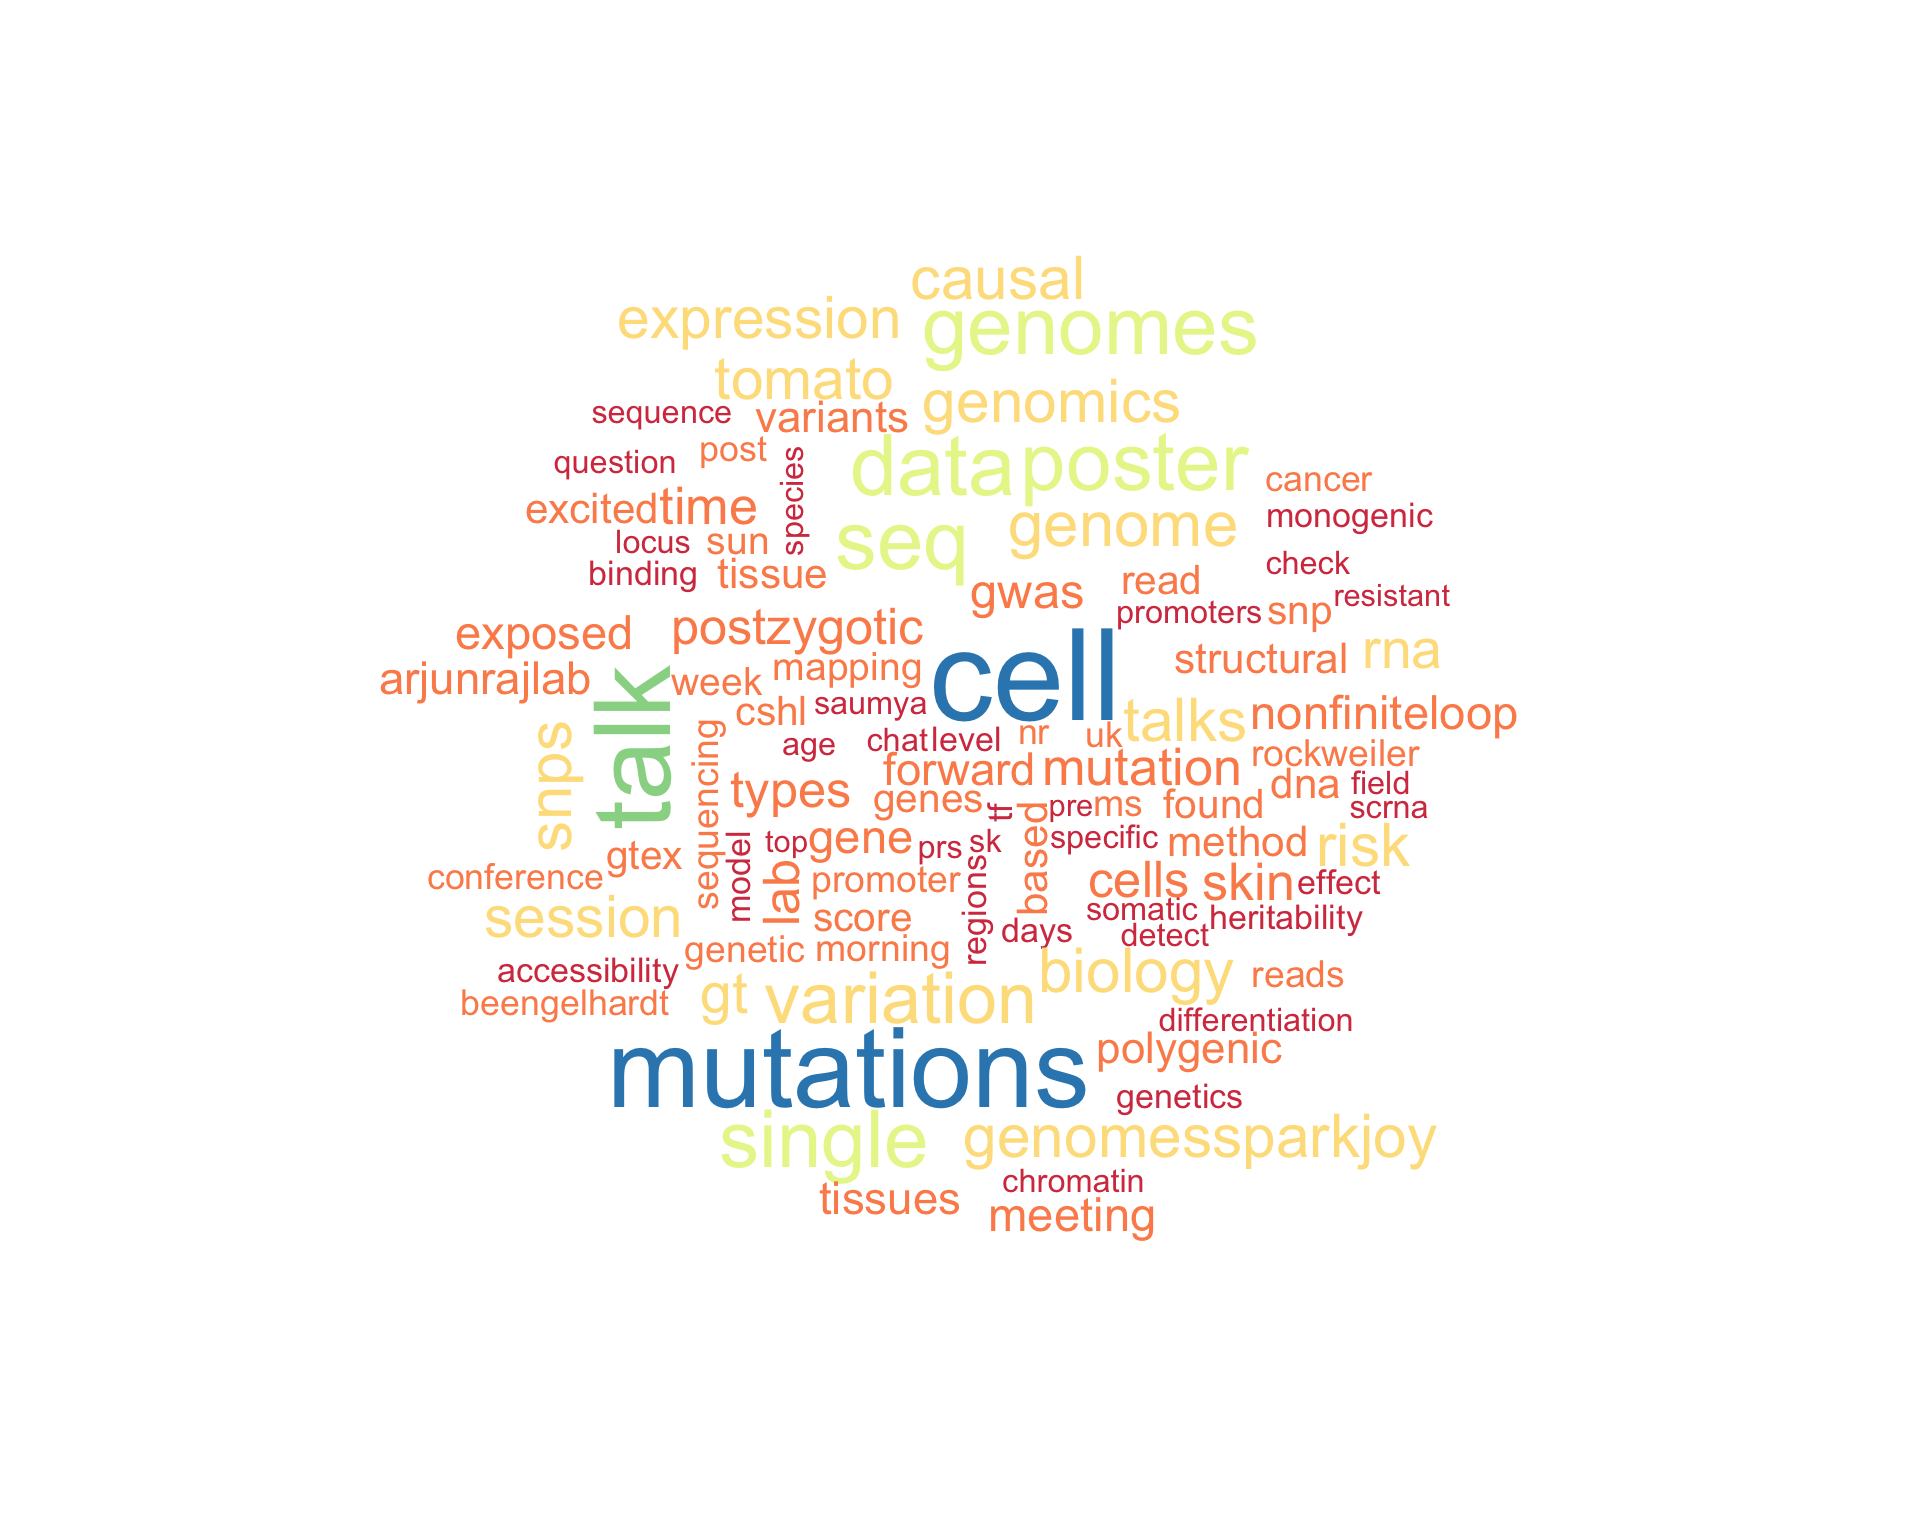 causal
expression
genomes
tomato
genomics
sequence
variants
post
question
species
data
poster
cancer
excited
time
monogenic
genome
seq
locus
sun
check
binding
tissue
gwas
read
resistant
promoters
snp
exposed
postzygotic
cell
structural
rna
arjunrajlab
week
mapping
talk
saumya
cshl
talks
nonfiniteloop
age
chat
level
nr
uk
rockweiler
snps
sequencing
types
forward
mutation
dna
field
genes
tf
pre
ms
found
scrna
gtex
model
top
gene
prs
sk
based
specific
method
risk
conference
lab
promoter
regions
cells
skin
effect
session
score
days
somatic
heritability
detect
genetic
morning
accessibility
biology
reads
beengelhardt
gt
variation
differentiation
mutations
polygenic
genetics
single
genomessparkjoy
chromatin
tissues
meeting